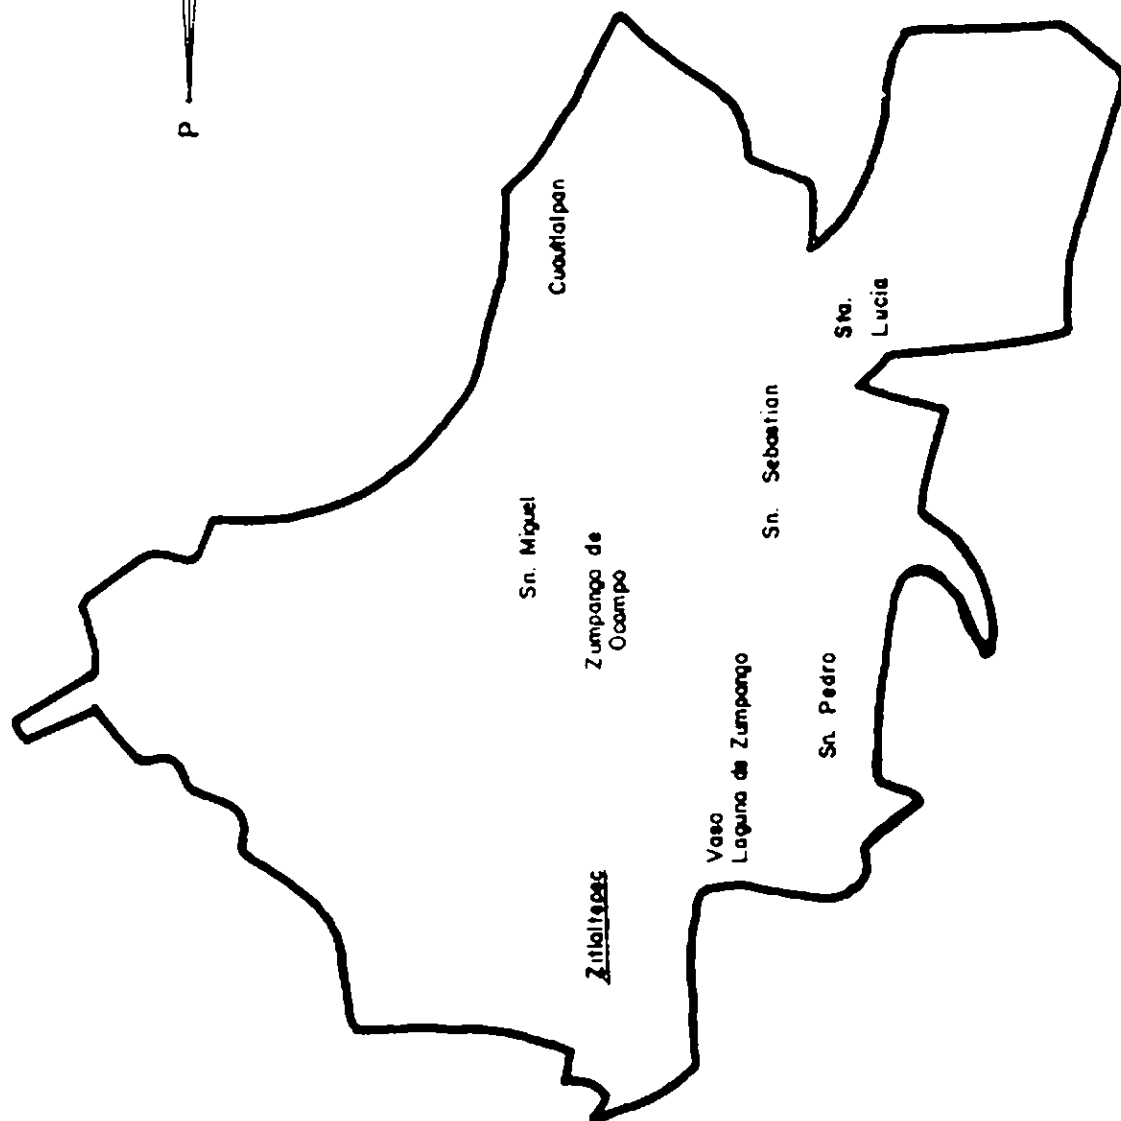 P
Sn. Miguel
Cuautlalpan
Zumpango de
Ocampo
Zitlaltepec
Vaso
Laguna de Zumpango
Sn. Sebastian
Sn. Pedro
Sta.
Lucia